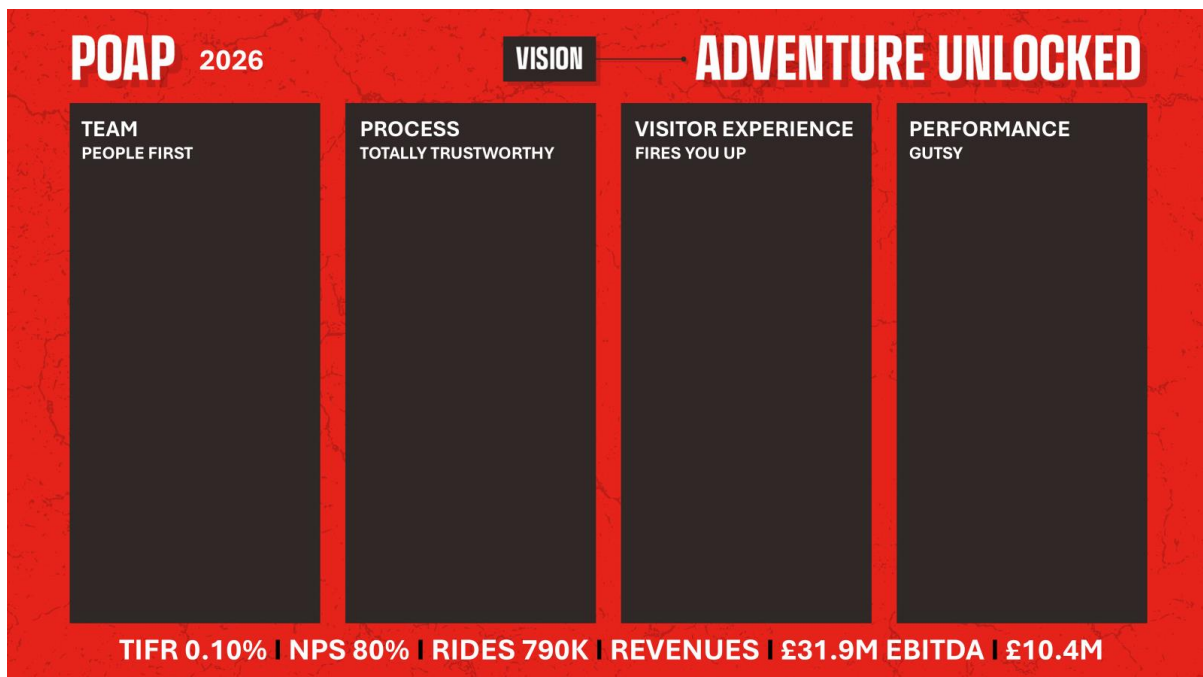 POAP 2026
VISION
ADVENTURE UNLOCKED
TEAM
PEOPLE FIRST
PROCESS
TOTALLY TRUSTWORTHY
VISITOR EXPERIENCE
FIRES YOU UP
PERFORMANCE
GUTSY
TIFR 0.10% | NPS 80% | RIDES 790K | REVENUES | £31.9M EBITDA | £10.4M